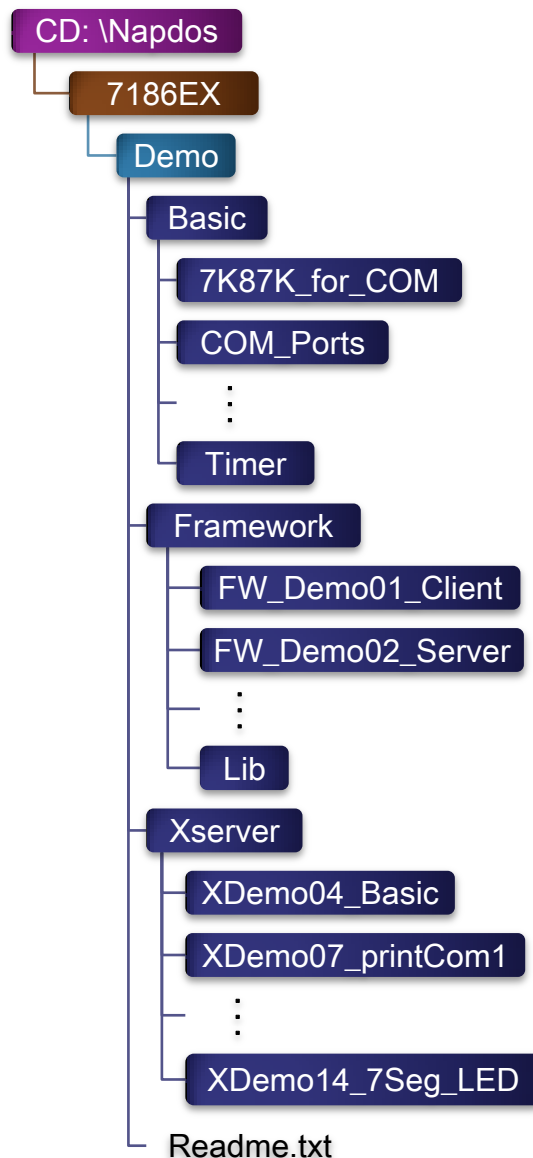 CD: \Napdos
7186EX
Demo
Basic
7K87K_for_COM
COM_Ports
⋮
Timer
Framework
FW_Demo01_Client
FW_Demo02_Server
⋮
Lib
Xserver
XDemo04_Basic
XDemo07_printCom1
⋮
XDemo14_7Seg_LED
Readme.txt